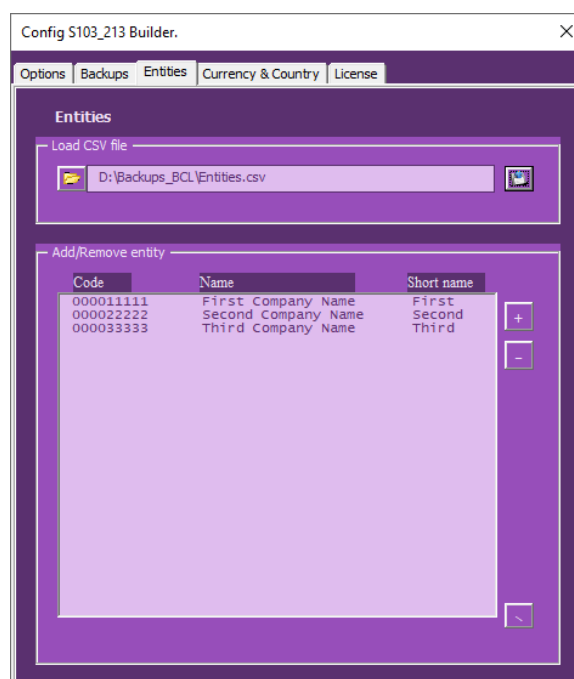 Config S103_213 Builder.
Options Backups Entities Currency & Country License
Entities
Load CSV file
D:\Backups_BCL\Entities.csv
Add/Remove entity
Code Name Short name
000011111 First Company Name First
000022222 Second Company Name Second
000033333 Third Company Name Third
+
-